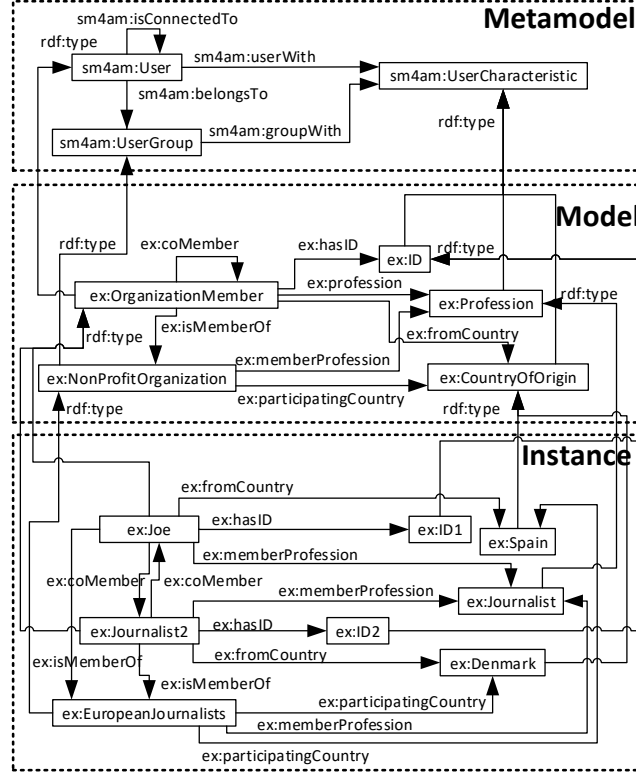 Metamodel
sm4am:isConnectedTo
rdf:type
sm4am:User
sm4am:userWith
sm4am:UserCharacteristic
sm4am:belongsTo
sm4am:groupWith
rdf:type
sm4am:UserGroup
Model
rdf:type
ex:coMember
ex:hasID
ex:ID
rdf:type
ex:OrganizationMember
ex:profession
ex:Profession
rdf:type
rdf:type
ex:isMemberOf
ex:fromCountry
ex:memberProfession
ex:NonProfitOrganization
ex:CountryOfOrigin
ex:participatingCountry
rdf:type
rdf:type
Instance
ex:fromCountry
ex:Joe
ex:hasID
ex:ID1
ex:Spain
ex:memberProfession
ex:coMember
ex:coMember
ex:memberProfession
ex:Journalist
ex:Journalist2
ex:hasID
ex:ID2
ex:isMemberOf
ex:fromCountry
ex:Denmark
ex:isMemberOf
ex:participatingCountry
ex:EuropeanJournalists
ex:memberProfession
ex:participatingCountry